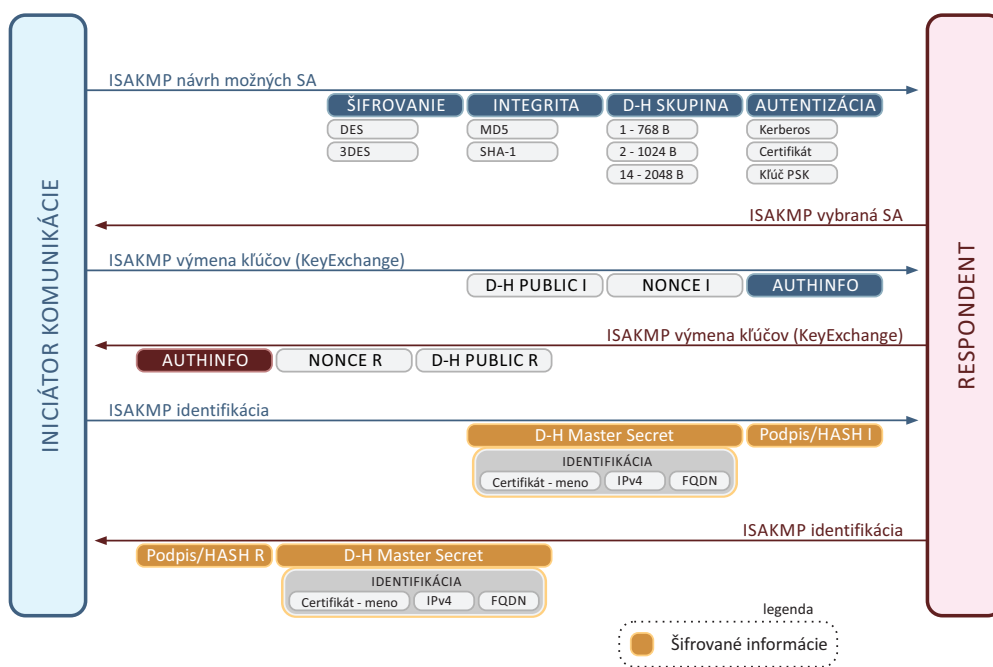 INICIÁTOR KOMUNIKÁCIE
RESPONDENT
ISAKMP návrh možných SA
ŠIFROVANIE INTEGRITA D-H SKUPINA AUTENTIZÁCIA
DES MD5 1 - 768 B Kerberos
3DES SHA-1 2 - 1024 B Certifikát
14 - 2048 B Kľúč PSK
ISAKMP vybraná SA
ISAKMP výmena kľúčov (KeyExchange)
D-H PUBLIC I NONCE I AUTHINFO
ISAKMP výmena kľúčov (KeyExchange)
AUTHINFO NONCE R D-H PUBLIC R
ISAKMP identifikácia
D-H Master Secret Podpis/HASH I
IDENTIFIKÁCIA
Certifikát - meno IPv4 FQDN
ISAKMP identifikácia
Podpis/HASH R D-H Master Secret
IDENTIFIKÁCIA
Certifikát - meno IPv4 FQDN
legenda
Šifrované informácie